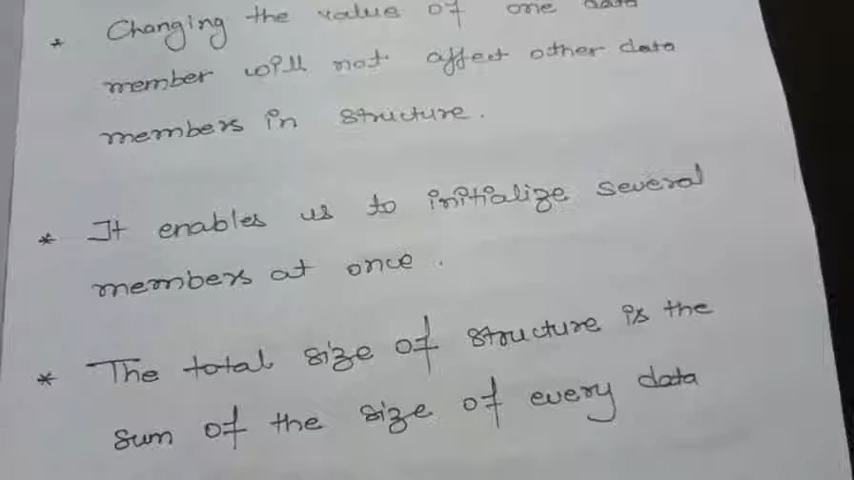 * Changing the value of one data
member will not affect other data
members in structure.
* It enables us to initialize several
members at once.
* The total size of structure is the
sum of the size of every data